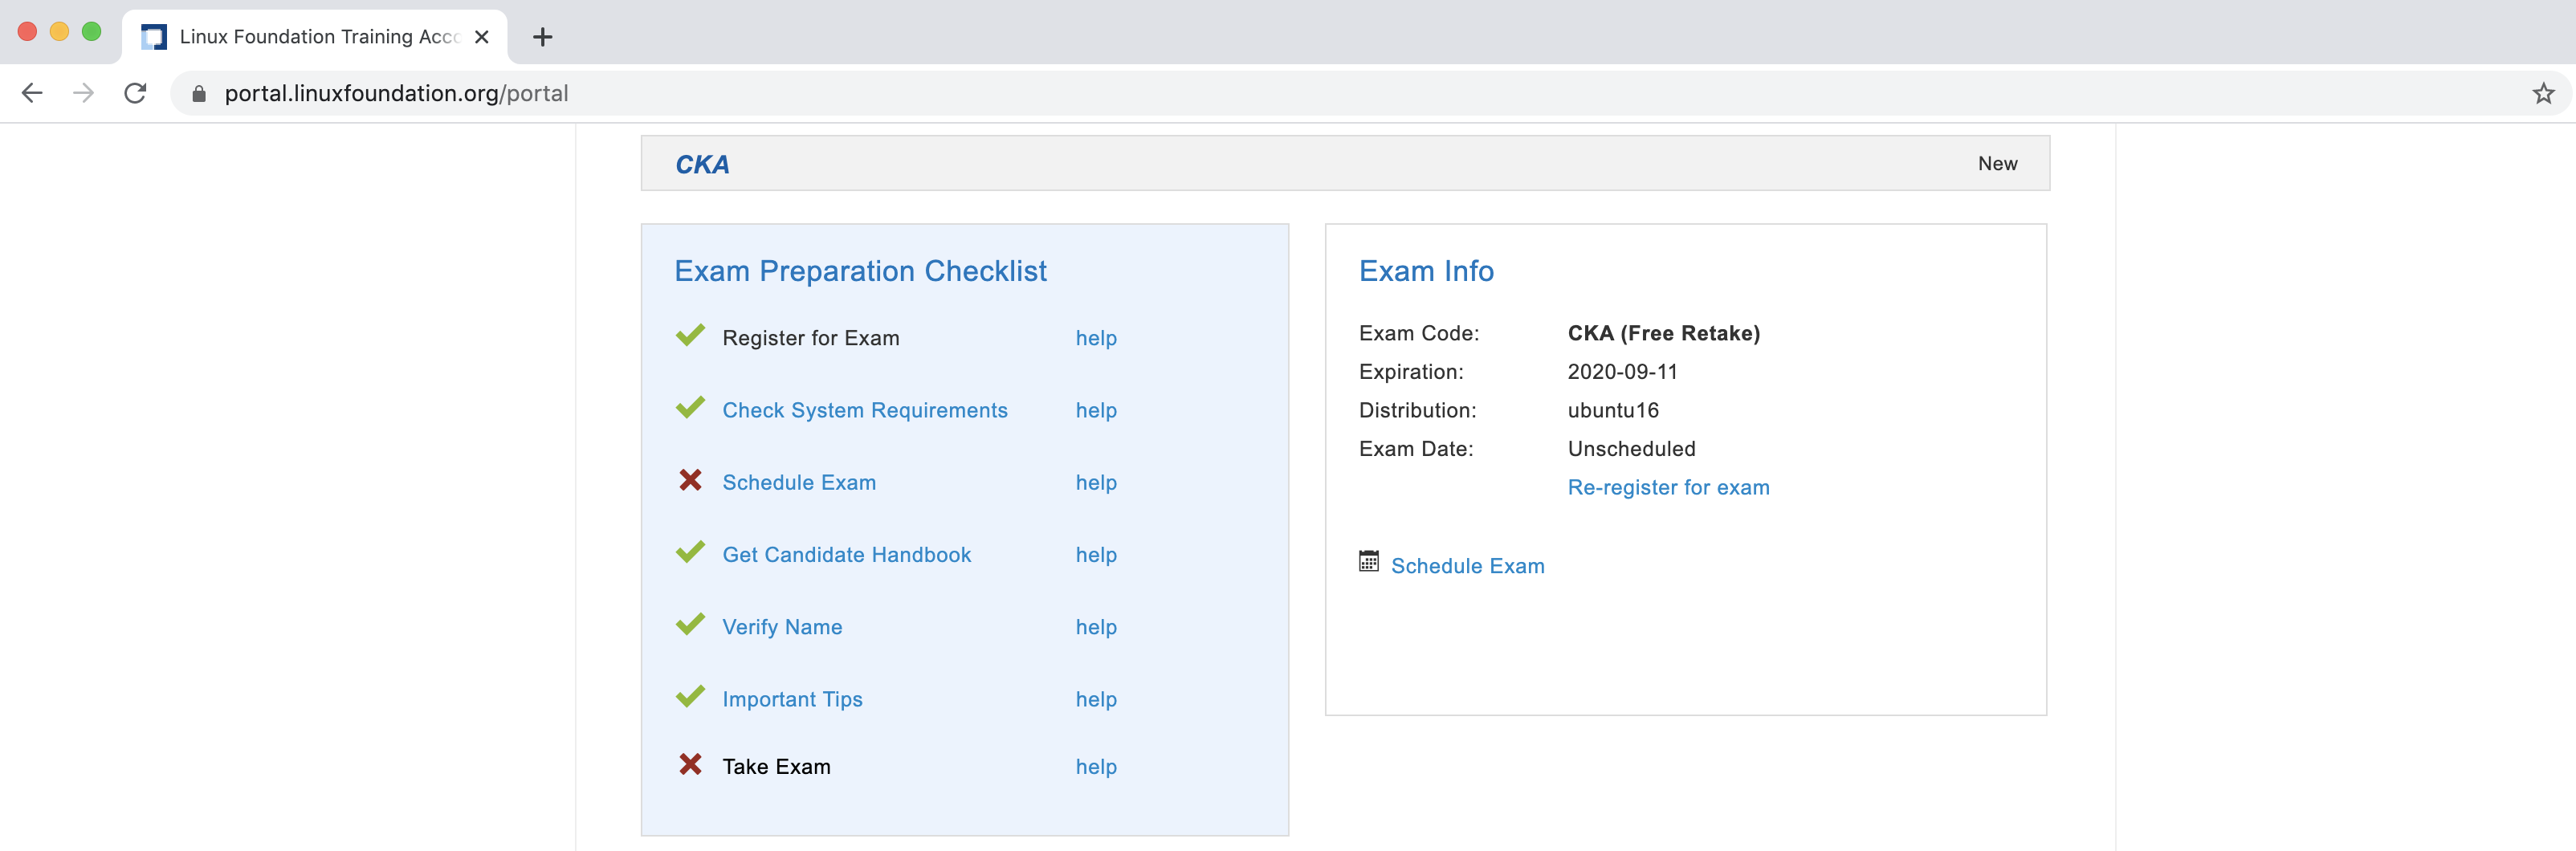 Linux Foundation Training Acco
portal.linuxfoundation.org/portal
CKA New
Exam Preparation Checklist
Register for Exam help
Check System Requirements help
Schedule Exam help
Get Candidate Handbook help
Verify Name help
Important Tips help
Take Exam help
Exam Info
Exam Code: CKA (Free Retake)
Expiration: 2020-09-11
Distribution: ubuntu16
Exam Date: Unscheduled
Re-register for exam
Schedule Exam